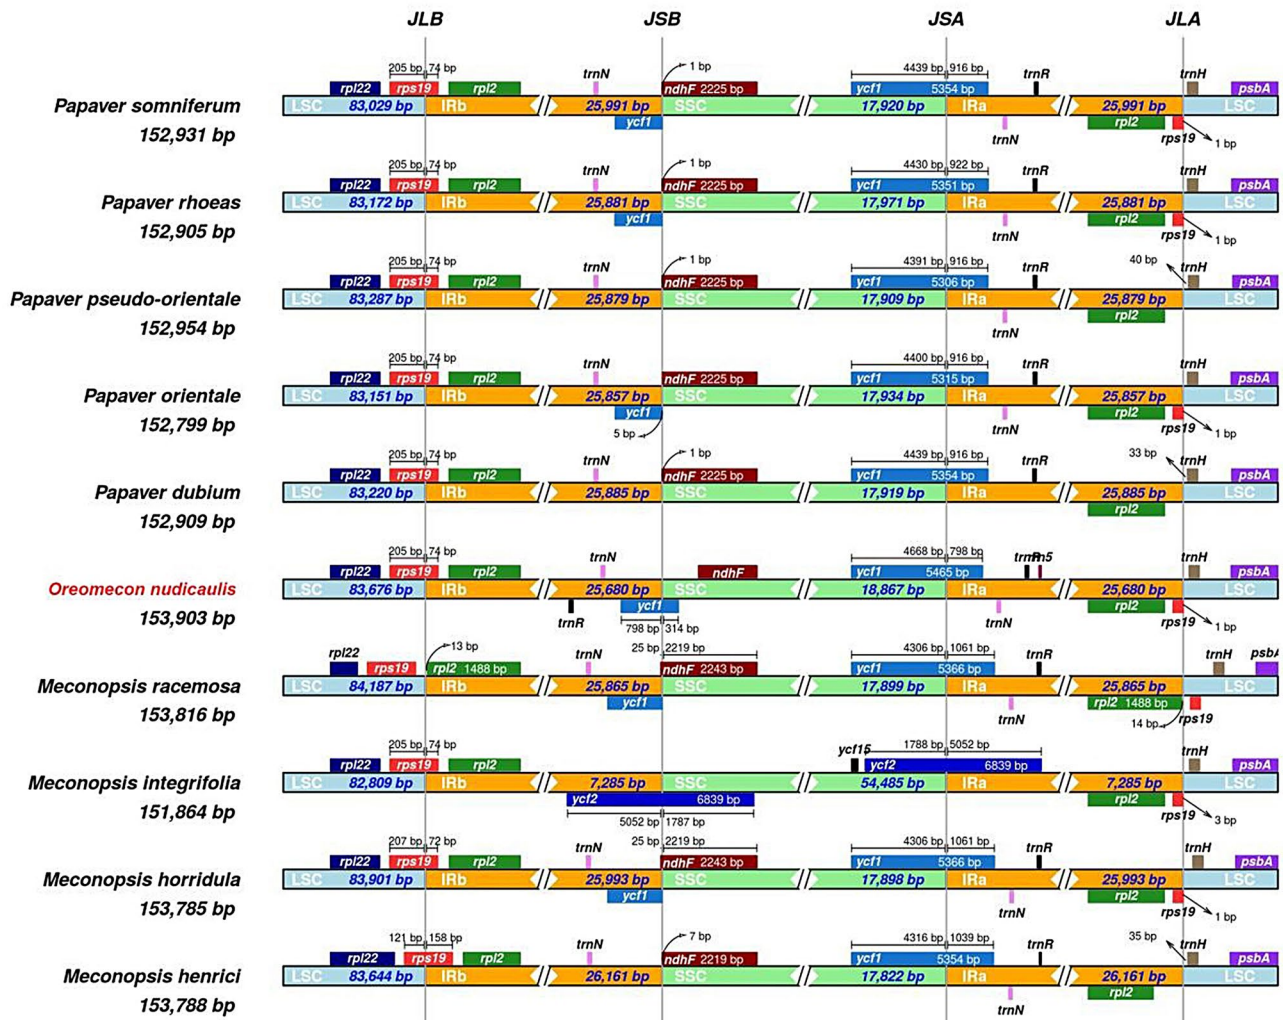 JLB JSB JSA JLA
205 bp 74 bp trnN 1 bp 4439 bp 916 bp trnR trnH
rpl22 rps19 rpl2 ndhF 2225 bp ycf1 5354 bp psbA
Papaver somniferum LSC 83,029 bp IRb 25,991 bp SSC 17,920 bp IRa 25,991 bp LSC
152,931 bp ycf1 trnN rpl2 rps19 1 bp
205 bp 74 bp trnN 1 bp 4430 bp 922 bp trnR trnH
rpl22 rps19 rpl2 ndhF 2225 bp ycf1 5351 bp psbA
Papaver rhoeas LSC 83,172 bp IRb 25,881 bp SSC 17,971 bp IRa 25,881 bp LSC
152,905 bp ycf1 trnN rpl2 rps19 1 bp
205 bp 74 bp trnN 1 bp 4391 bp 916 bp trnR 40 bp trnH
rpl22 rps19 rpl2 ndhF 2225 bp ycf1 5306 bp psbA
Papaver pseudo-orientale LSC 83,287 bp IRb 25,879 bp SSC 17,909 bp IRa 25,879 bp LSC
152,954 bp trnN rpl2
205 bp 74 bp trnN 1 bp 4400 bp 916 bp trnR trnH
rpl22 rps19 rpl2 ndhF 2225 bp ycf1 5315 bp psbA
Papaver orientale LSC 83,151 bp IRb 25,857 bp SSC 17,934 bp IRa 25,857 bp LSC
152,799 bp ycf1 5 bp trnN rpl2 rps19 1 bp
205 bp 74 bp trnN 1 bp 4439 bp 916 bp trnR 33 bp trnH
rpl22 rps19 rpl2 ndhF 2225 bp ycf1 5354 bp psbA
Papaver dubium LSC 83,220 bp IRb 25,885 bp SSC 17,919 bp IRa 25,885 bp LSC
152,909 bp trnN rpl2
205 bp 74 bp trnN 4668 bp 798 bp trnH
rpl22 rps19 rpl2 ndhF ycf1 5465 bp psbA
Oreomecon nudicaulis LSC 83,676 bp IRb 25,680 bp SSC 18,867 bp IRa 25,680 bp LSC
153,903 bp trnR ycf1 798 bp 314 bp trnN rpl2 rps19 1 bp
rpl22 13 bp trnN 25 bp 2219 bp 4306 bp 1061 bp trnR trnH
rps19 rpl2 1488 bp ndhF 2243 bp ycf1 5366 bp
Meconopsis racemosa LSC 84,187 bp IRb 25,865 bp SSC 17,899 bp IRa 25,865 bp LSC
153,816 bp ycf1 trnN rpl2 1488 bp 14 bp rps19
205 bp 74 bp ycf15 1788 bp 5052 bp trnH
rpl22 rps19 rpl2 ycf2 6839 bp psbA
Meconopsis integrifolia LSC 82,809 bp IRb 7,285 bp SSC 54,485 bp IRa 7,285 bp LSC
151,864 bp ycf2 6839 bp 5052 bp 1787 bp rpl2 rps19 3 bp
207 bp 72 bp trnN 25 bp 2219 bp 4306 bp 1061 bp trnR trnH
rpl22 rps19 rpl2 ndhF 2243 bp ycf1 5366 bp psbA
Meconopsis horridula LSC 83,901 bp IRb 25,993 bp SSC 17,898 bp IRa 25,993 bp LSC
153,785 bp ycf1 trnN rpl2 rps19 1 bp
121 bp 158 bp trnN 7 bp 4316 bp 1039 bp trnR 35 bp trnH
rpl22 rps19 rpl2 ndhF 2219 bp ycf1 5354 bp psbA
Meconopsis henrici LSC 83,644 bp IRb 26,161 bp SSC 17,822 bp IRa 26,161 bp LSC
153,788 bp trnN rpl2